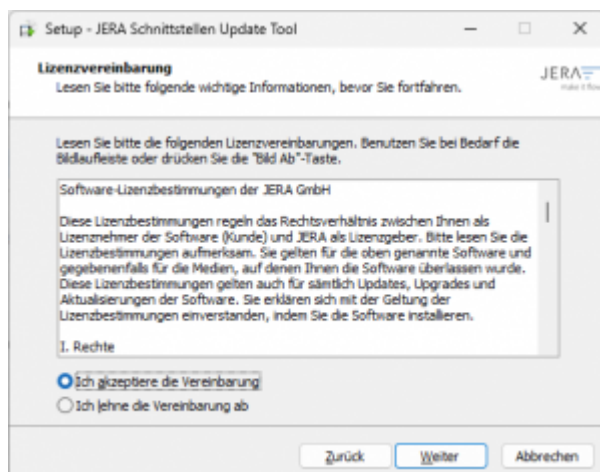 Setup - JERA Schnittstellen Update Tool
Lizenzvereinbarung
Lesen Sie bitte folgende wichtige Informationen, bevor Sie fortfahren.
JERA
make it flow
Lesen Sie bitte die folgenden Lizenzvereinbarungen. Benutzen Sie bei Bedarf die
Bildlaufleiste oder drücken Sie die "Bild Ab"-Taste.
Software-Lizenzbestimmungen der JERA GmbH
Diese Lizenzbestimmungen regeln das Rechtsverhältnis zwischen Ihnen als
Lizenznehmer der Software (Kunde) und JERA als Lizenzgeber. Bitte lesen Sie die
Lizenzbestimmungen aufmerksam. Sie gelten für die oben genannte Software und
gegebenenfalls für die Medien, auf denen Ihnen die Software überlassen wurde.
Diese Lizenzbestimmungen gelten auch für sämtlich Updates, Upgrades und
Aktualisierungen der Software. Sie erklären sich mit der Geltung der
Lizenzbestimmungen einverstanden, indem Sie die Software installieren.
I. Rechte
Ich akzeptiere die Vereinbarung
Ich lehne die Vereinbarung ab
Zurück
Weiter
Abbrechen